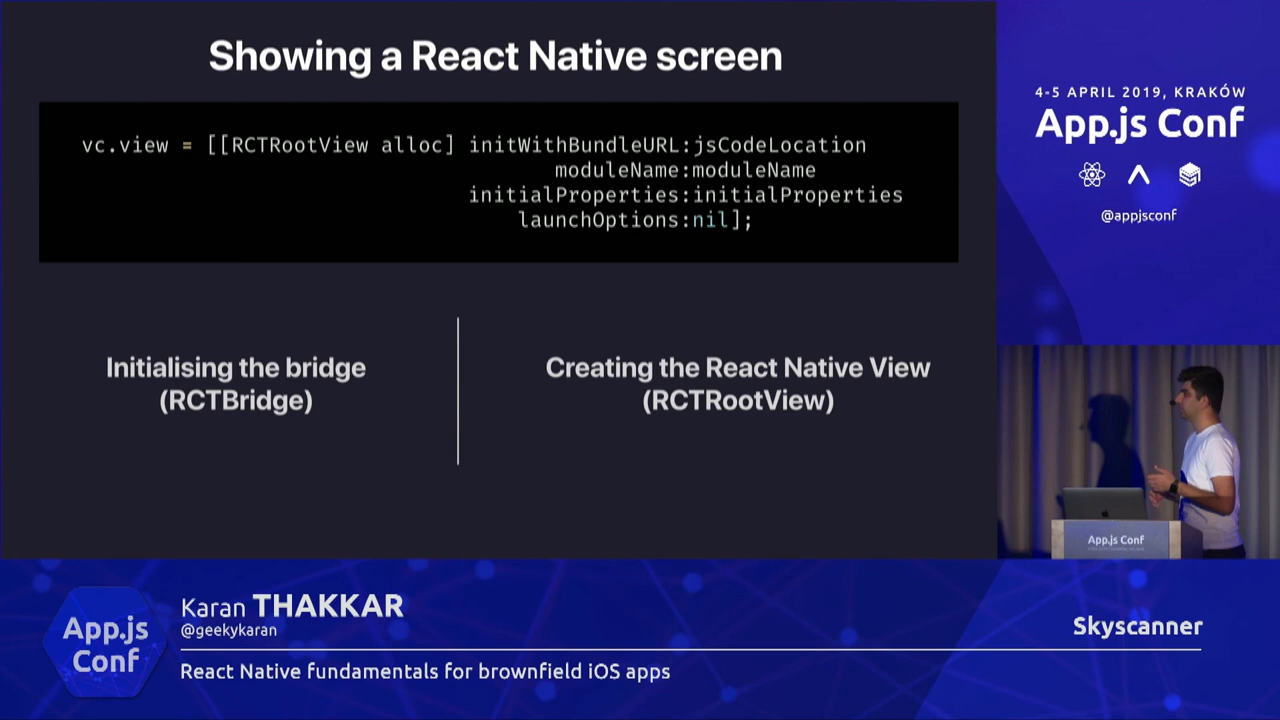 Showing a React Native screen
vc.view = [[RCTRootView alloc] initWithBundleURL:jsCodeLocation
moduleName:moduleName
initialProperties:initialProperties
launchOptions:nil];
Initialising the bridge
(RCTBridge)
Creating the React Native View
(RCTRootView)
4-5 APRIL 2019, KRAKÓW
App.js Conf
@appjsconf
App.js Conf
App.js
Conf
Karan THAKKAR
@geekykaran
Skyscanner
React Native fundamentals for brownfield iOS apps